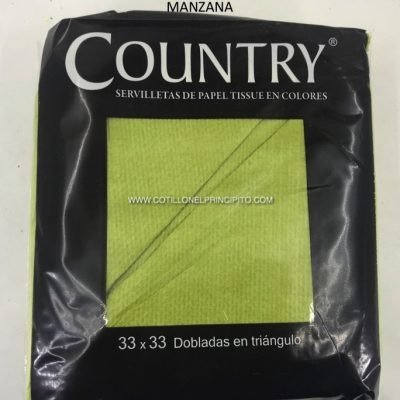 MANZANA
COUNTRY®
SERVILLETAS DE PAPEL TISSUE EN COLORES
WWW.COTILLONELPRINCIPITO.COM
33 x 33 Dobladas en triángulo